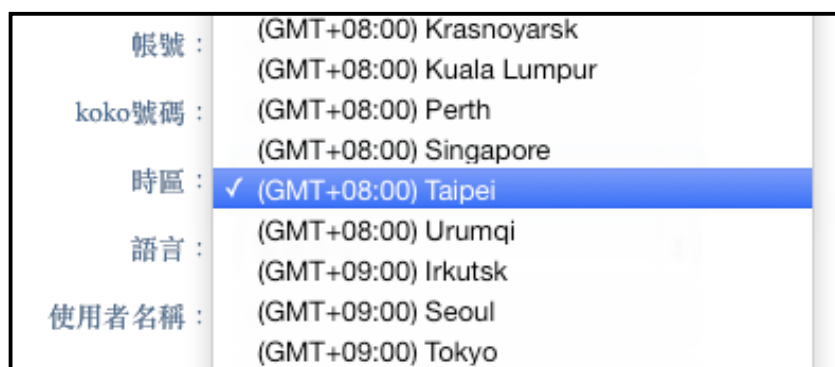 帳號：
koko號碼：
時區：
語言：
使用者名稱：
(GMT+08:00) Krasnoyarsk
(GMT+08:00) Kuala Lumpur
(GMT+08:00) Perth
(GMT+08:00) Singapore
✓ (GMT+08:00) Taipei
(GMT+08:00) Urumqi
(GMT+09:00) Irkutsk
(GMT+09:00) Seoul
(GMT+09:00) Tokyo